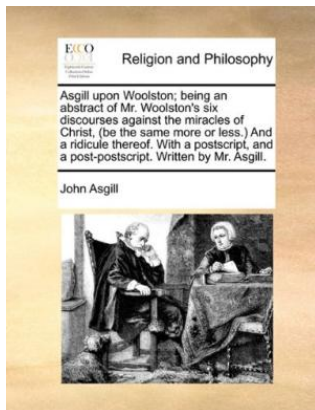 ECCO
Religion and Philosophy
Asgill upon Woolston; being an
abstract of Mr. Woolston's six
discourses against the miracles of
Christ, (be the same more or less.) And
a ridicule thereof. With a postscript, and
a post-postscript. Written by Mr. Asgill.
John Asgill